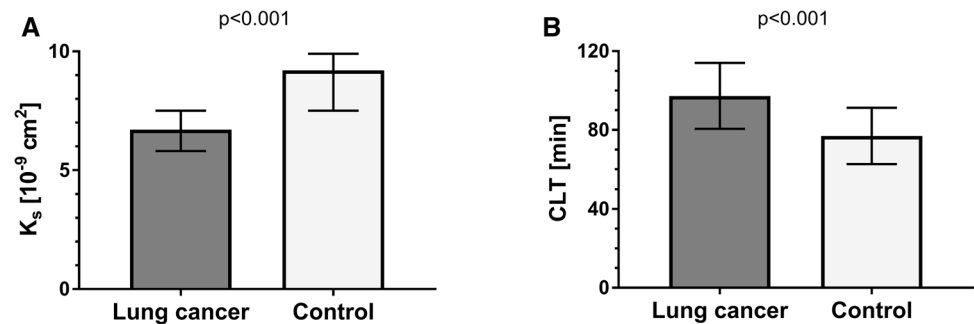 A
p<0.001
Kₛ [10⁻⁹ cm²]
10
5
0
Lung cancer
Control
B
p<0.001
CLT [min]
120
80
40
0
Lung cancer
Control